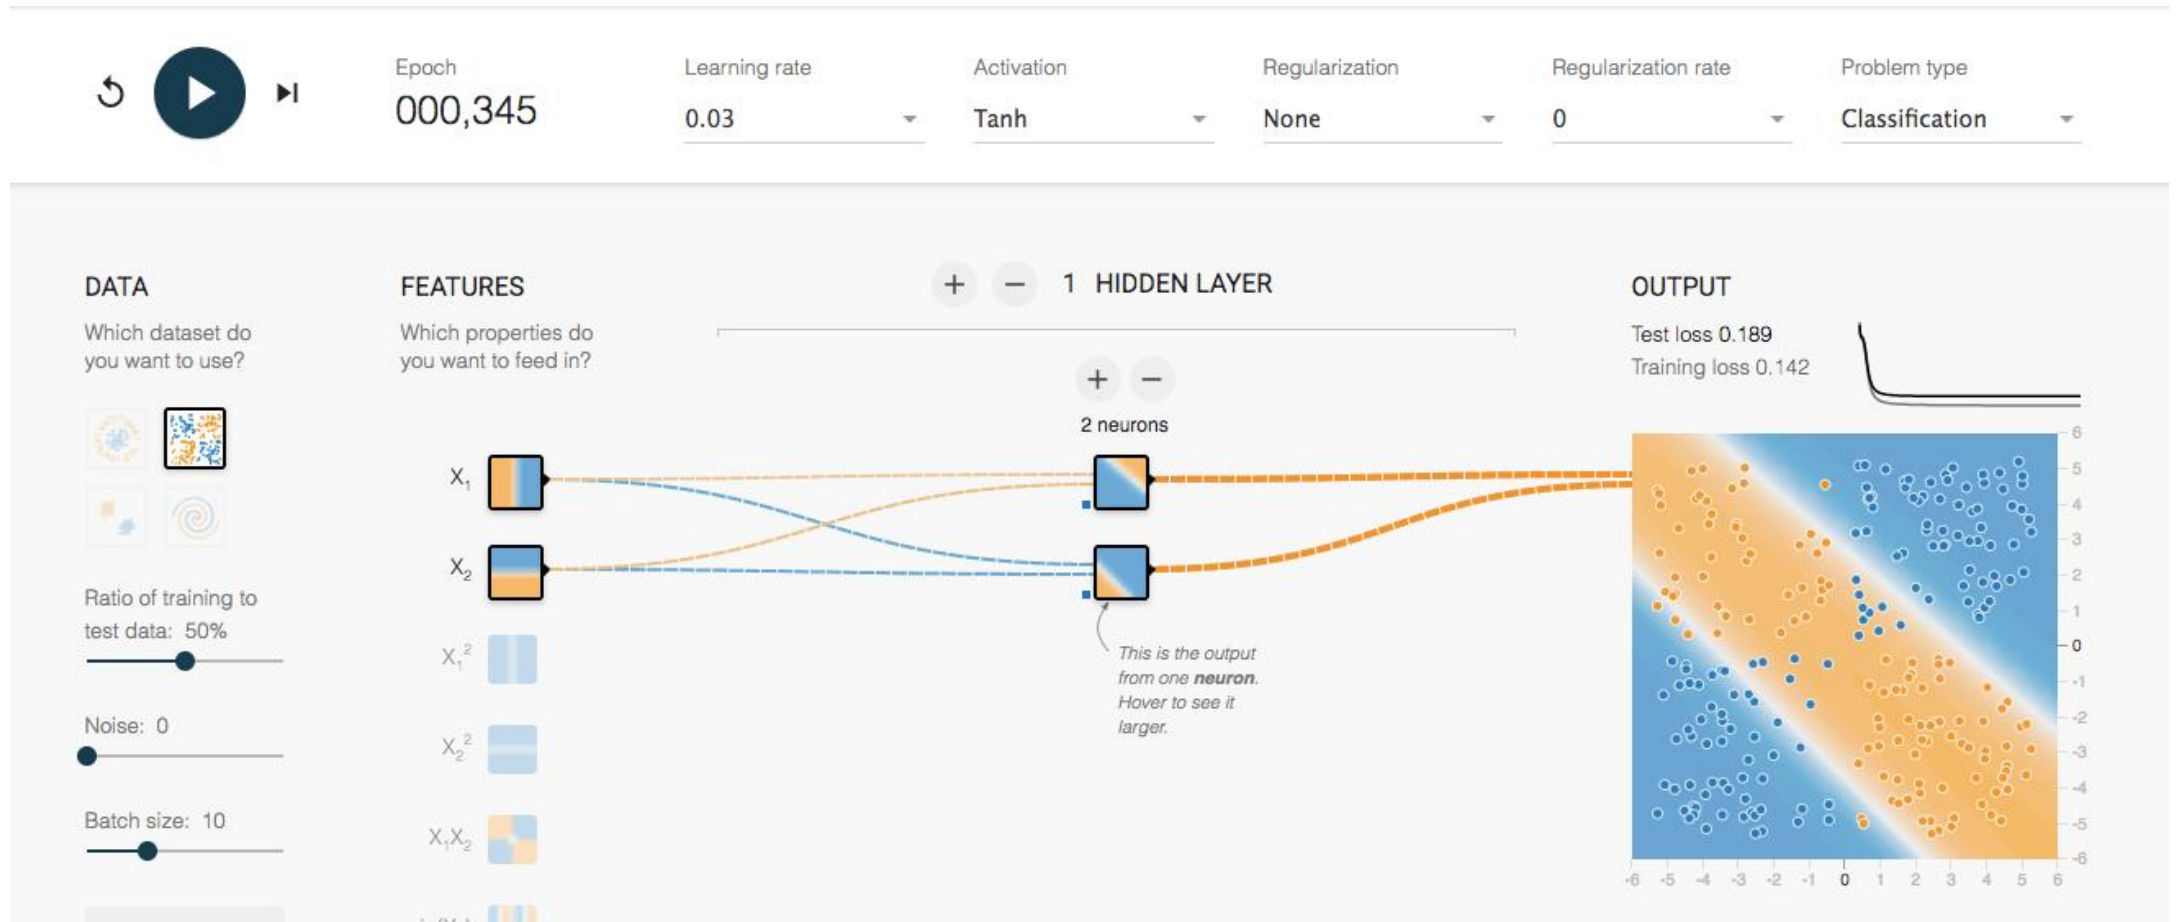 Epoch
000,345
Learning rate
0.03
Activation
Tanh
Regularization
None
Regularization rate
0
Problem type
Classification
DATA
Which dataset do
you want to use?
Ratio of training to
test data: 50%
Noise: 0
Batch size: 10
FEATURES
Which properties do
you want to feed in?
X₁
X₂
X₁²
X₂²
X₁X₂
+ − 1 HIDDEN LAYER
+ −
2 neurons
This is the output
from one neuron.
Hover to see it
larger.
OUTPUT
Test loss 0.189
Training loss 0.142
6
5
4
3
2
1
0
-1
-2
-3
-4
-5
-6
-6 -5 -4 -3 -2 -1 0 1 2 3 4 5 6